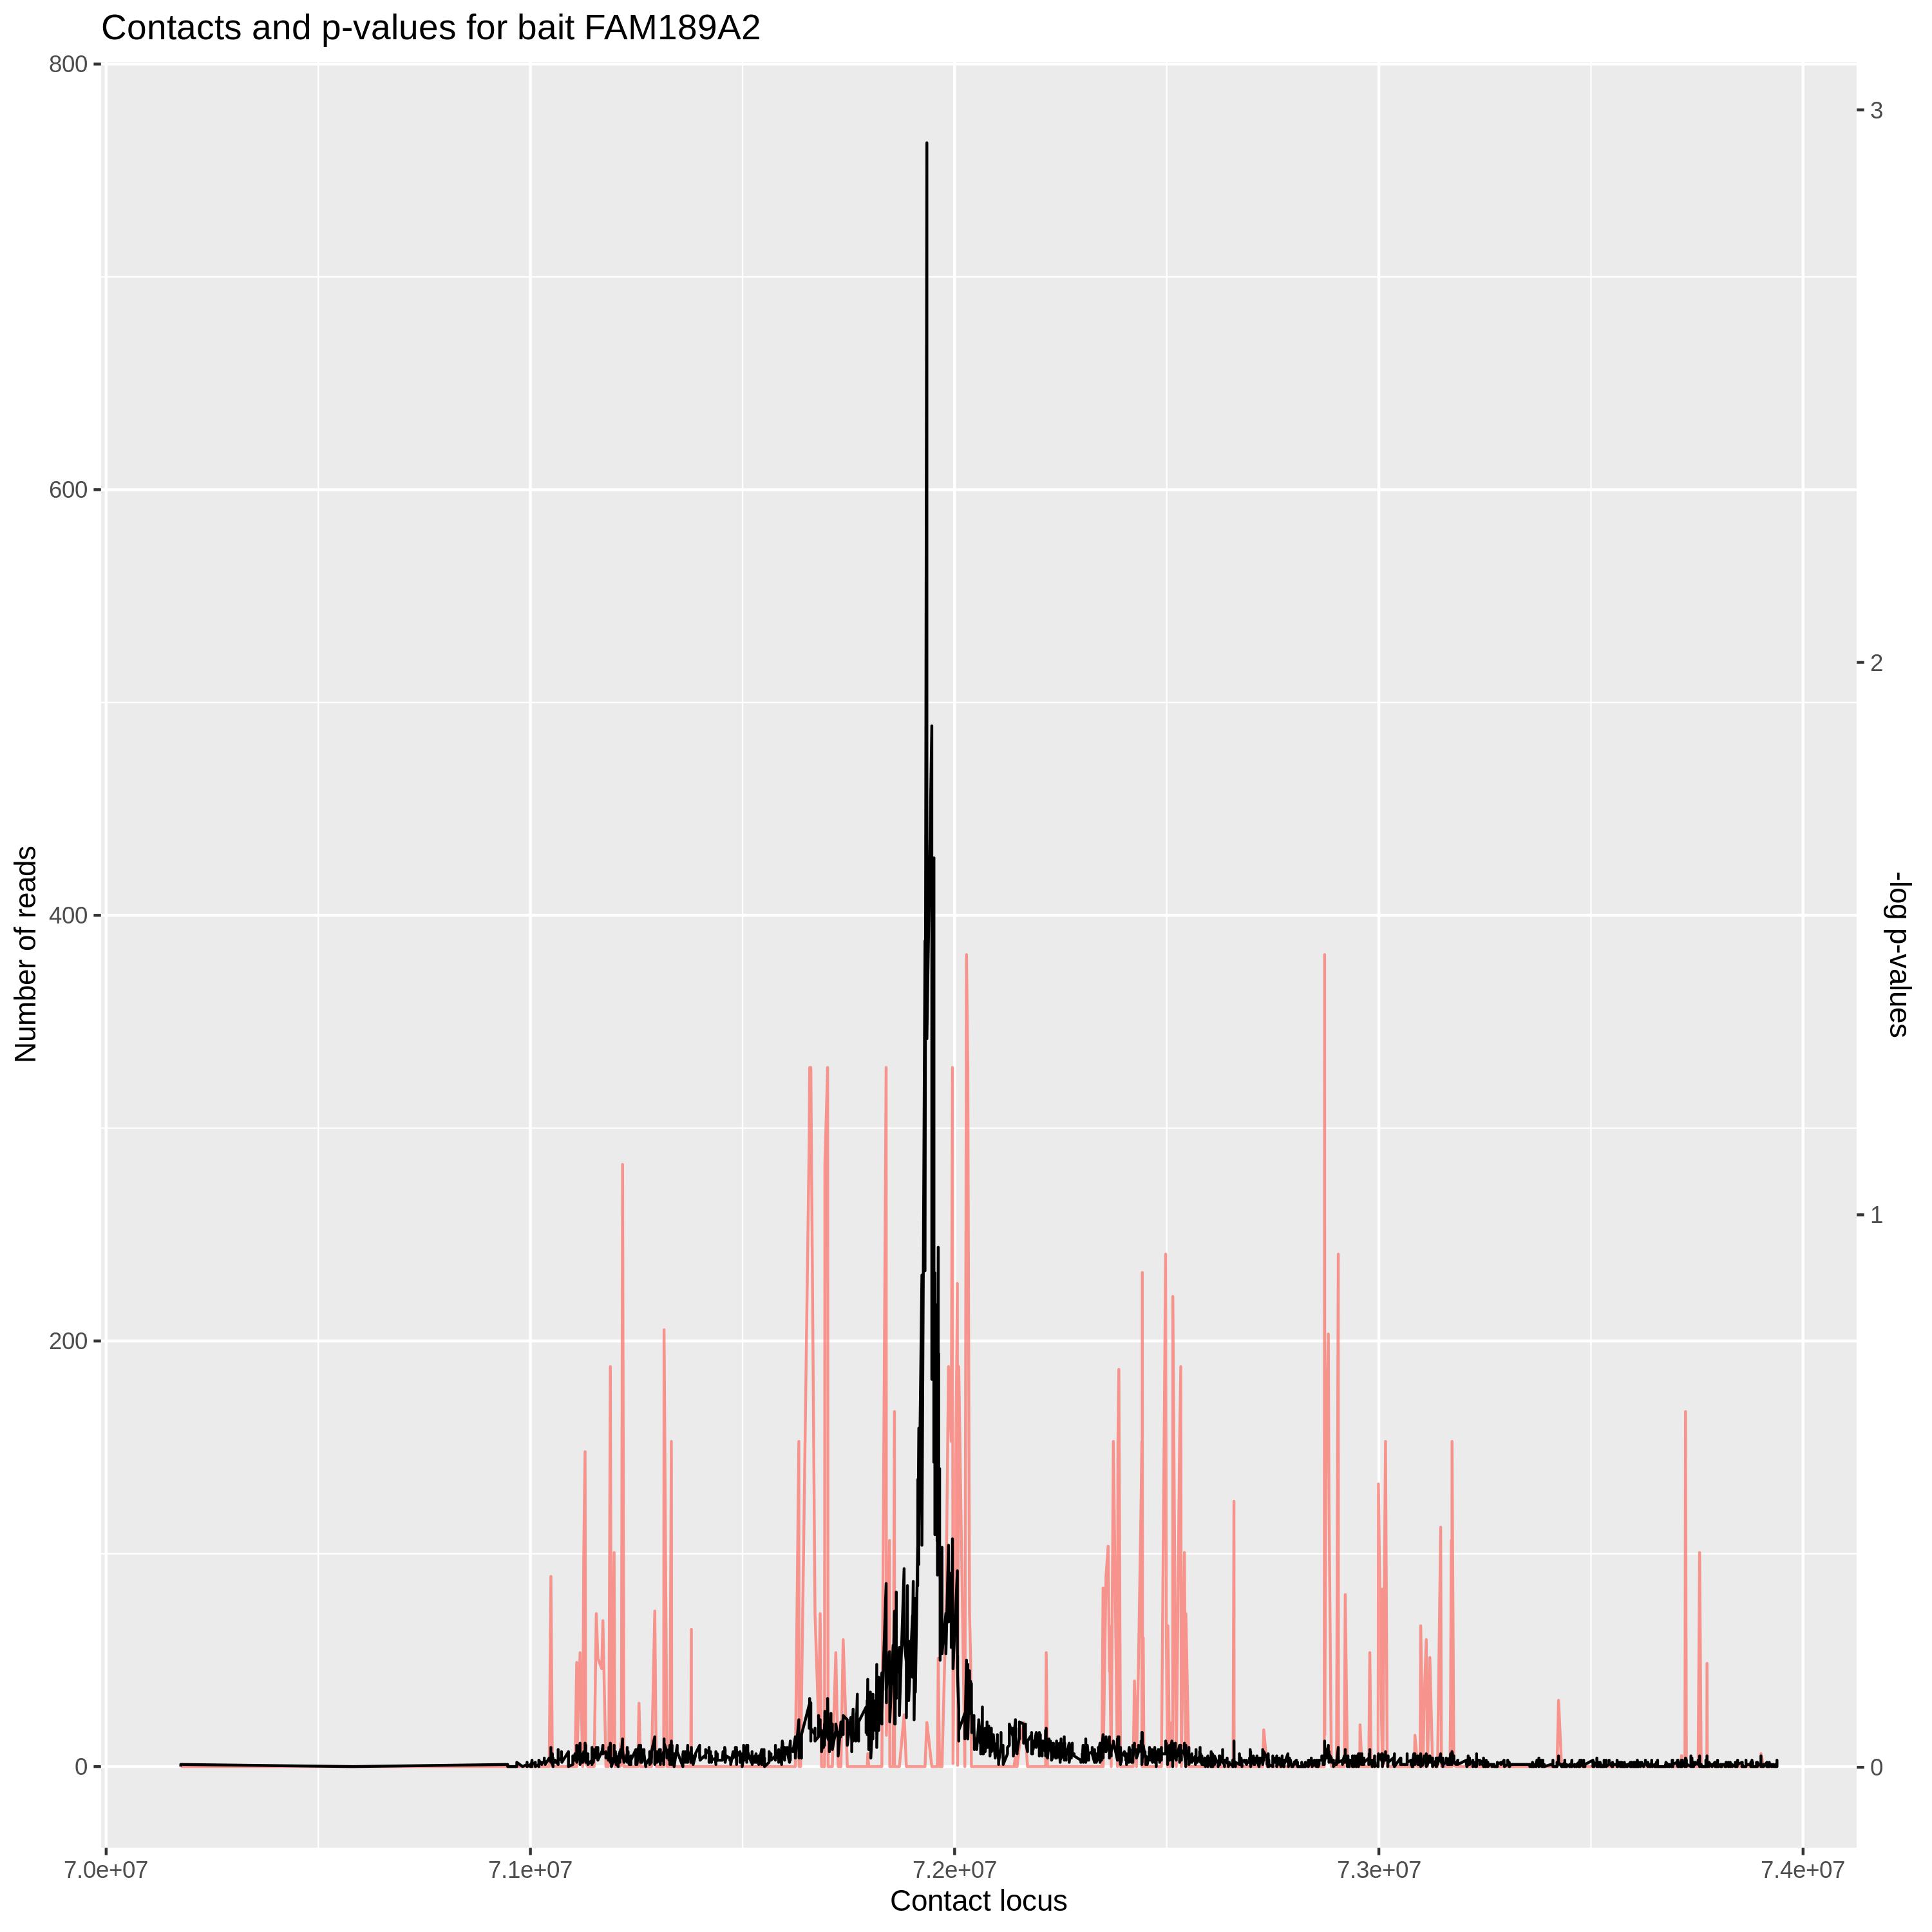 Contacts and p-values for bait FAM189A2
800
600
400
200
0
Number of reads
3
2
1
0
-log p-values
7.0e+07
7.1e+07
7.2e+07
7.3e+07
7.4e+07
Contact locus